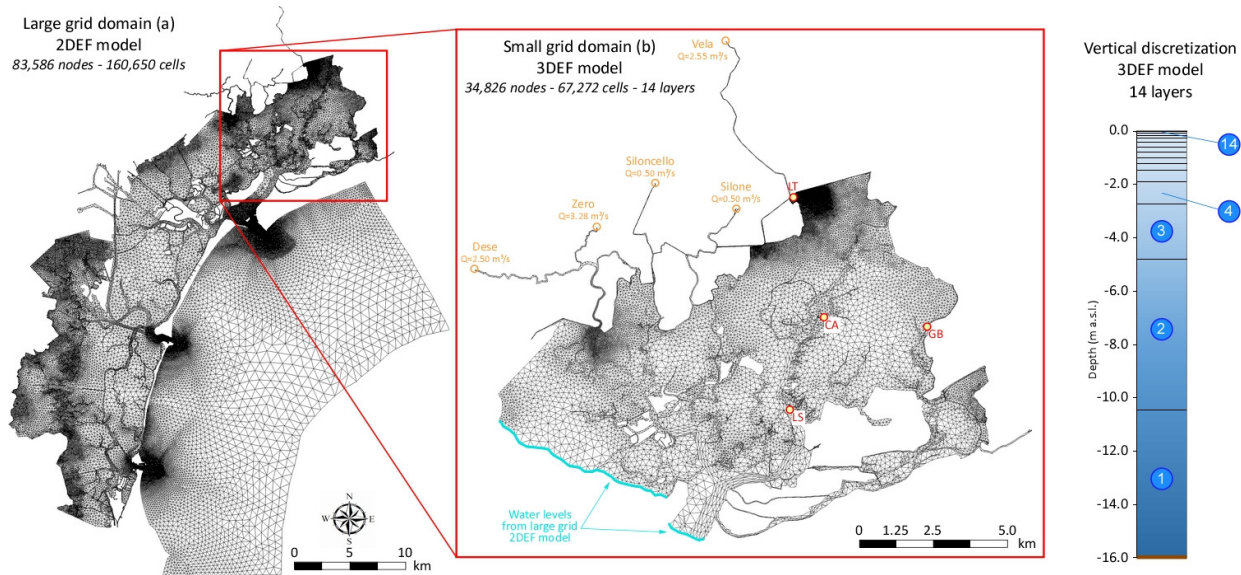 Large grid domain (a)
2DEF model
83,586 nodes - 160,650 cells
N
W E
S
0 5 10
km
Small grid domain (b)
3DEF model
34,826 nodes - 67,272 cells - 14 layers
Vela
Q=2.55 m³/s
Siloncello
Q=0.50 m³/s
Silone
Q=0.50 m³/s
Zero
Q=3.28 m³/s
Dese
Q=2.50 m³/s
LT
CA
GB
LS
Water levels
from large grid
2DEF model
0 1.25 2.5 5.0
km
Vertical discretization
3DEF model
14 layers
Depth (m a.s.l.)
0.0
-2.0
-4.0
-6.0
-8.0
-10.0
-12.0
-14.0
-16.0
14
4
3
2
1